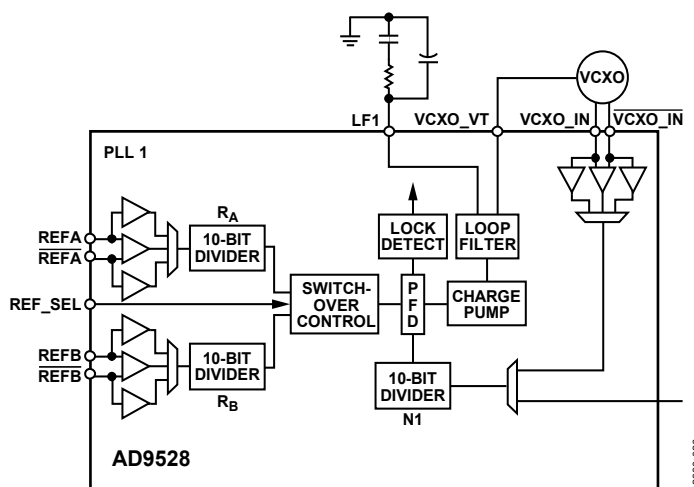 VCXO
LF1
VCXO_VT
VCXO_IN
VCXO_IN
PLL 1
RA
REFA
REFA
10-BIT
DIVIDER
LOCK
DETECT
LOOP
FILTER
REF_SEL
SWITCH-
OVER
CONTROL
PFD
CHARGE
PUMP
REFB
REFB
10-BIT
DIVIDER
RB
10-BIT
DIVIDER
N1
AD9528